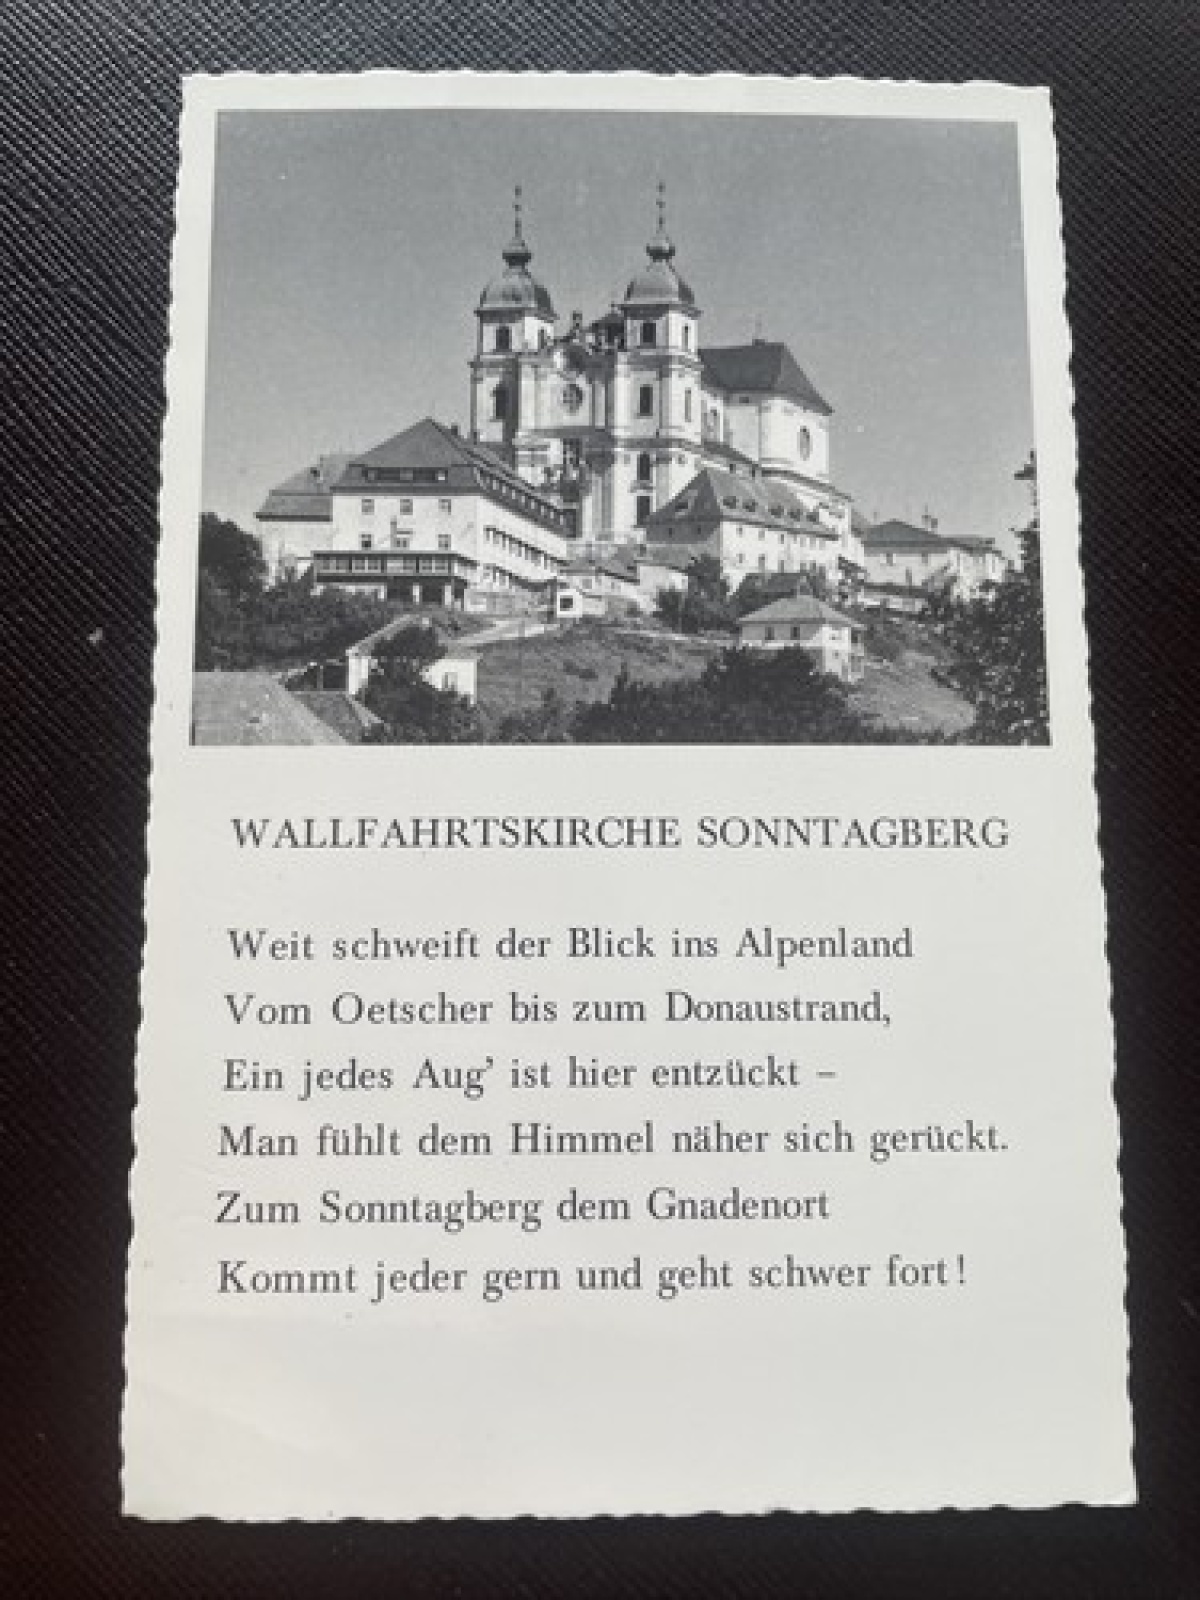 WALLFAHRTSKIRCHE SONNTAGBERG
Weit schweift der Blick ins Alpenland
Vom Oetscher bis zum Donaustrand,
Ein jedes Aug’ ist hier entzückt –
Man fühlt dem Himmel näher sich gerückt.
Zum Sonntagberg dem Gnadenort
Kommt jeder gern und geht schwer fort!